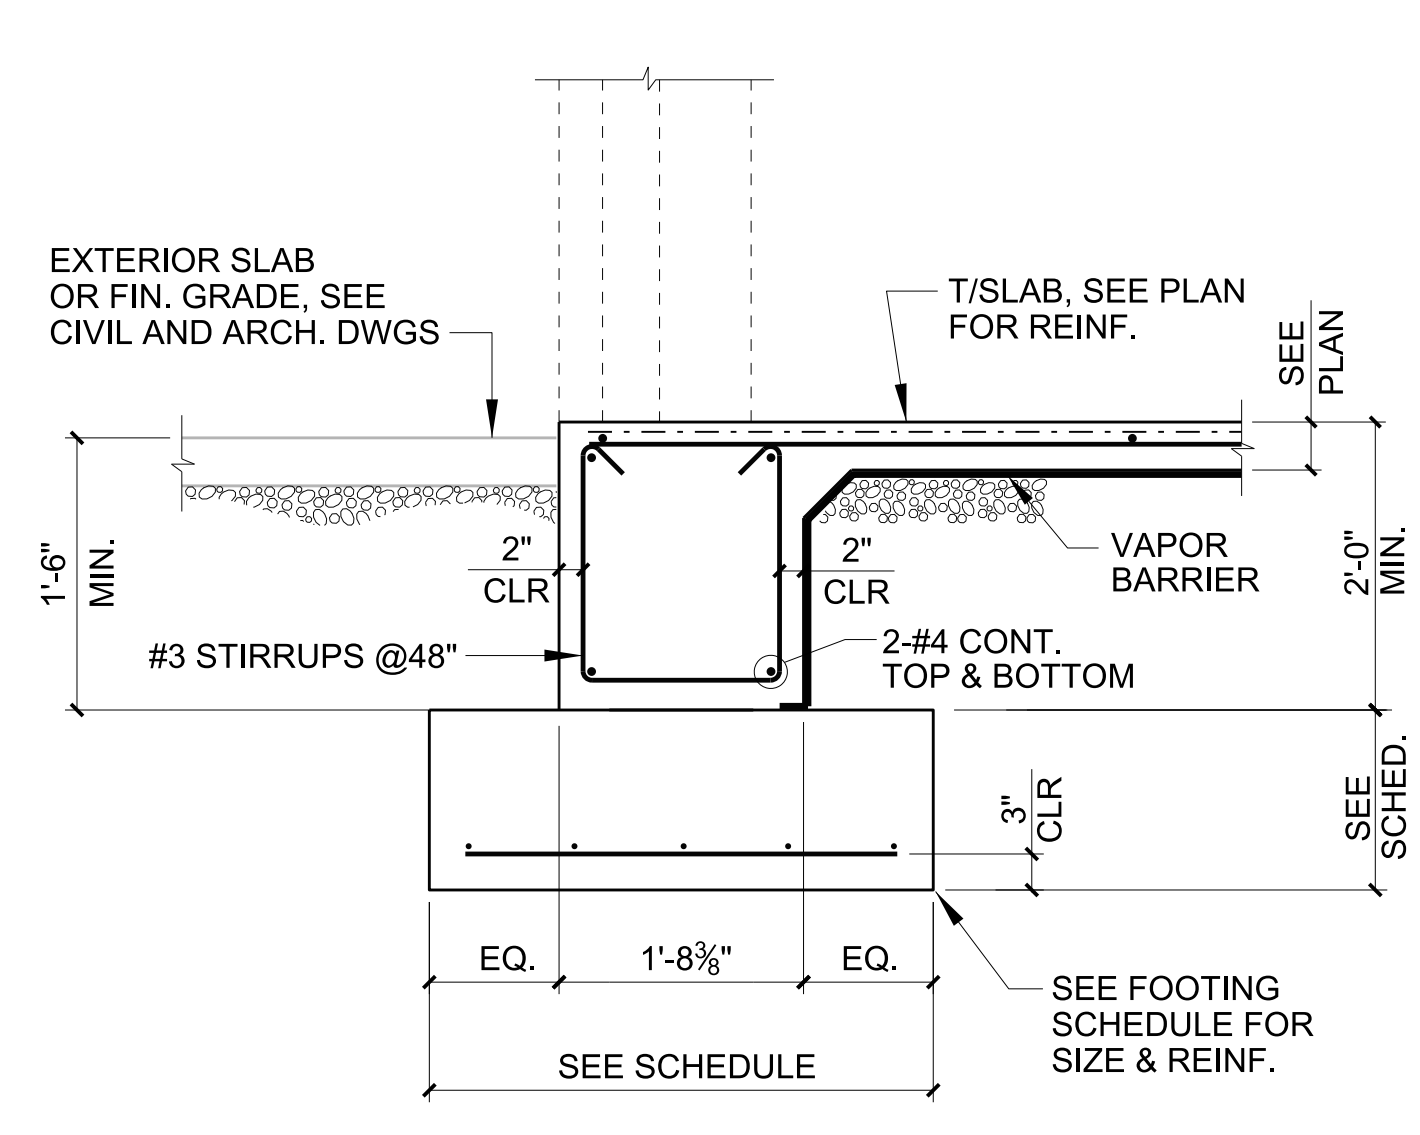 EXTERIOR SLAB
OR FIN. GRADE, SEE
CIVIL AND ARCH. DWGS
T/SLAB, SEE PLAN
FOR REINF.
SEE
PLAN
1'-6"
MIN.
2"
CLR
2"
CLR
VAPOR
BARRIER
2'-0"
MIN.
#3 STIRRUPS @48"
2-#4 CONT.
TOP & BOTTOM
3"
CLR
SEE
SCHED.
EQ.
1'-8⅜"
EQ.
SEE SCHEDULE
SEE FOOTING
SCHEDULE FOR
SIZE & REINF.